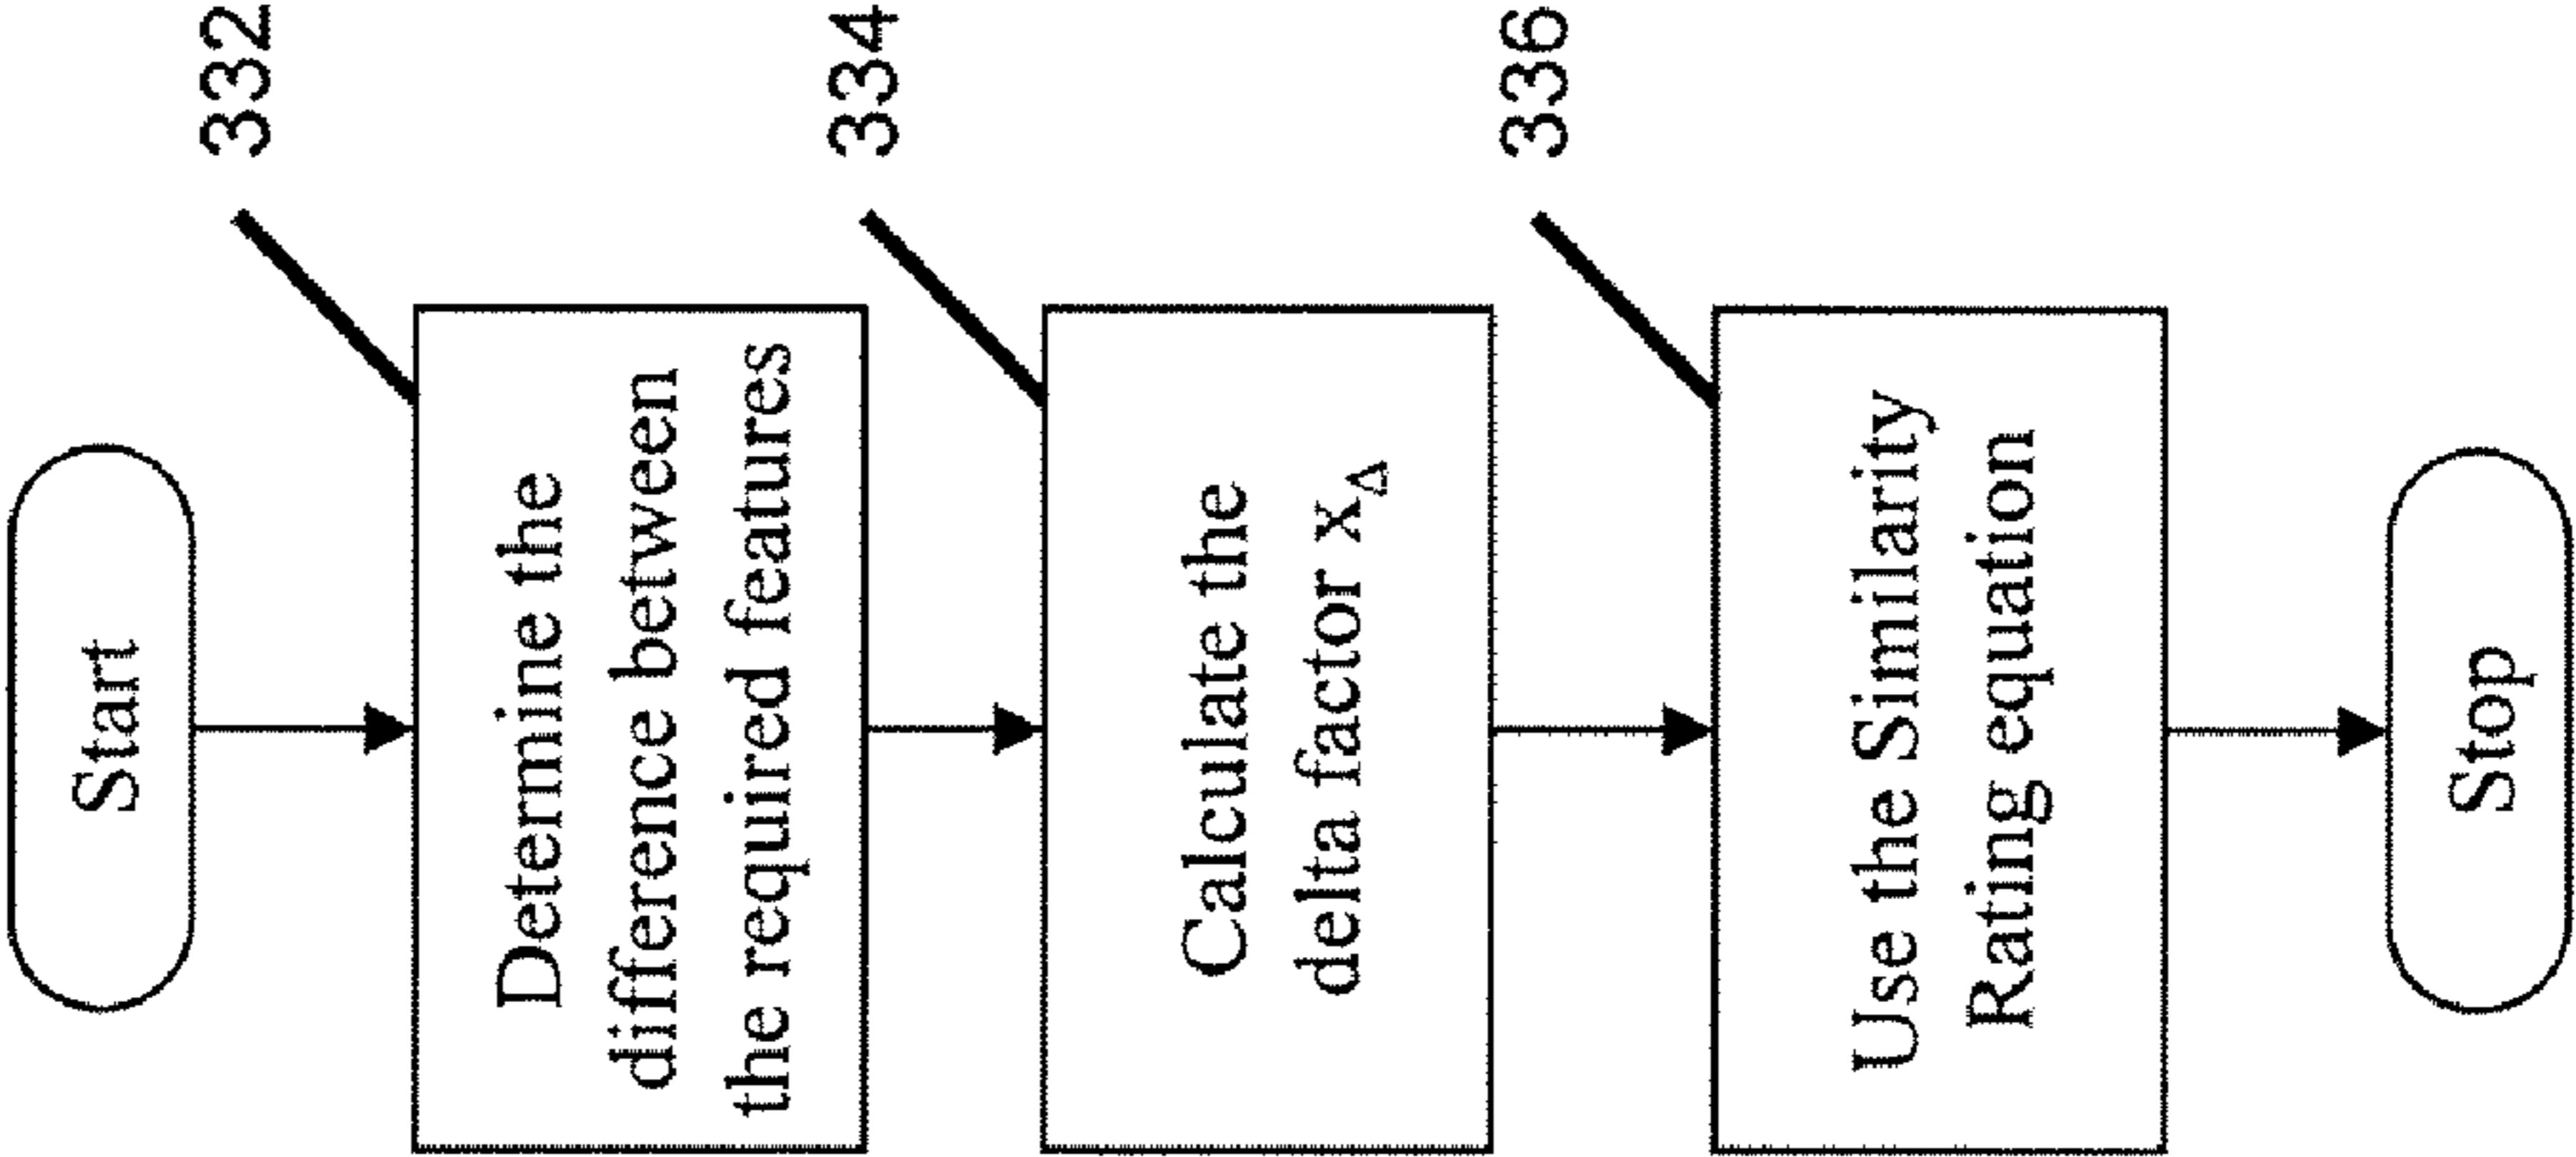 Start
332
Determine the
difference between
the required features
334
Calculate the
delta factor xΔ
336
Use the Similarity
Rating equation
Stop